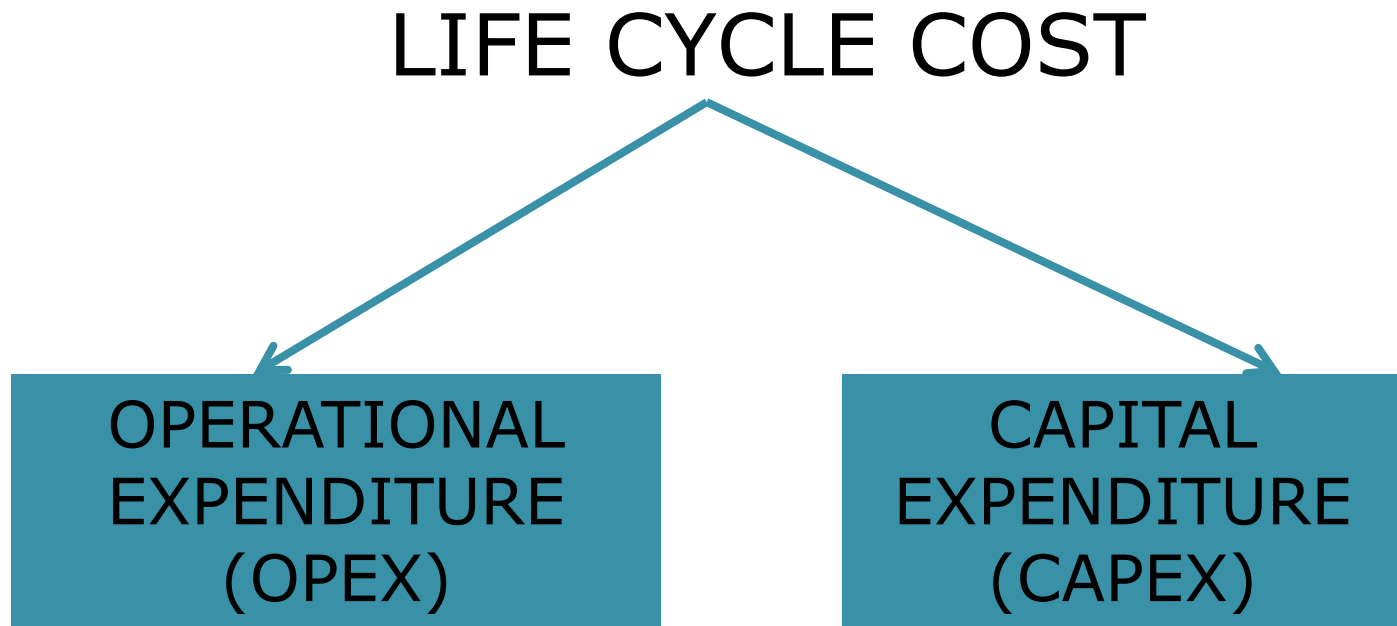 LIFE CYCLE COST
OPERATIONAL
EXPENDITURE
(OPEX)
CAPITAL
EXPENDITURE
(CAPEX)